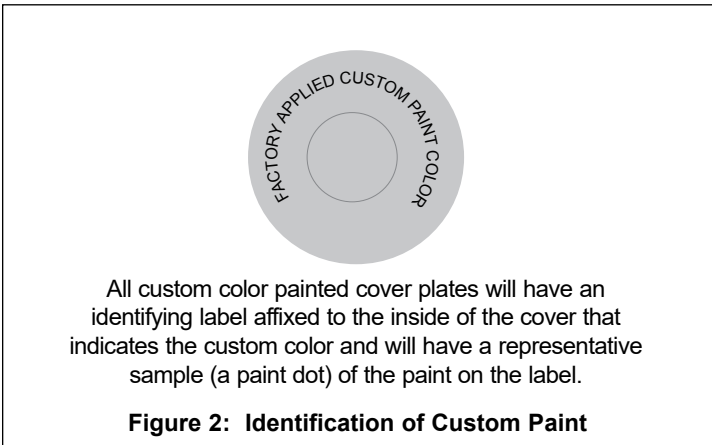 FACTORY APPLIED CUSTOM PAINT COLOR
All custom color painted cover plates will have an
identifying label affixed to the inside of the cover that
indicates the custom color and will have a representative
sample (a paint dot) of the paint on the label.
Figure 2: Identification of Custom Paint